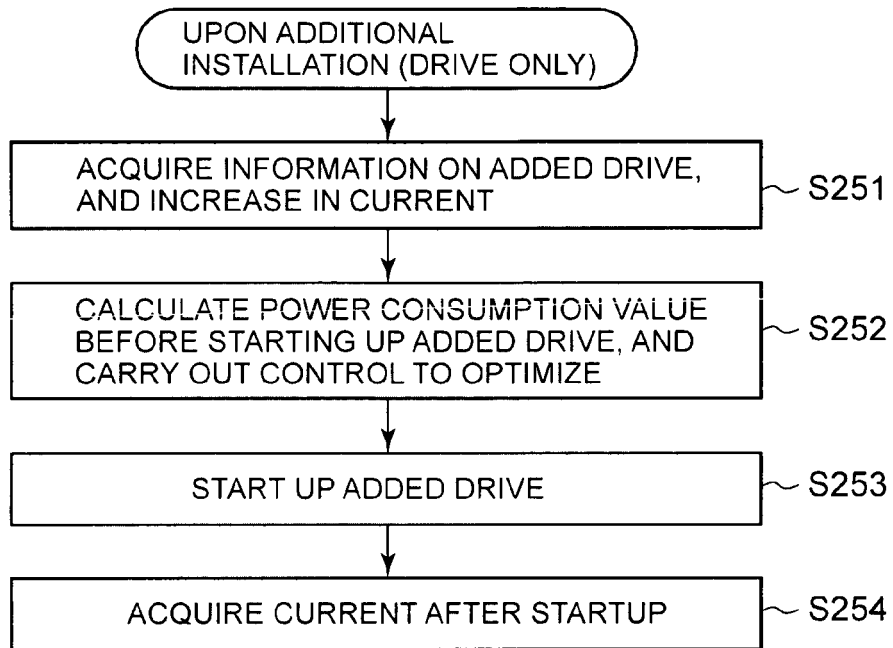 UPON ADDITIONAL
INSTALLATION (DRIVE ONLY)
ACQUIRE INFORMATION ON ADDED DRIVE,
AND INCREASE IN CURRENT
S251
CALCULATE POWER CONSUMPTION VALUE
BEFORE STARTING UP ADDED DRIVE, AND
CARRY OUT CONTROL TO OPTIMIZE
S252
START UP ADDED DRIVE
S253
ACQUIRE CURRENT AFTER STARTUP
S254